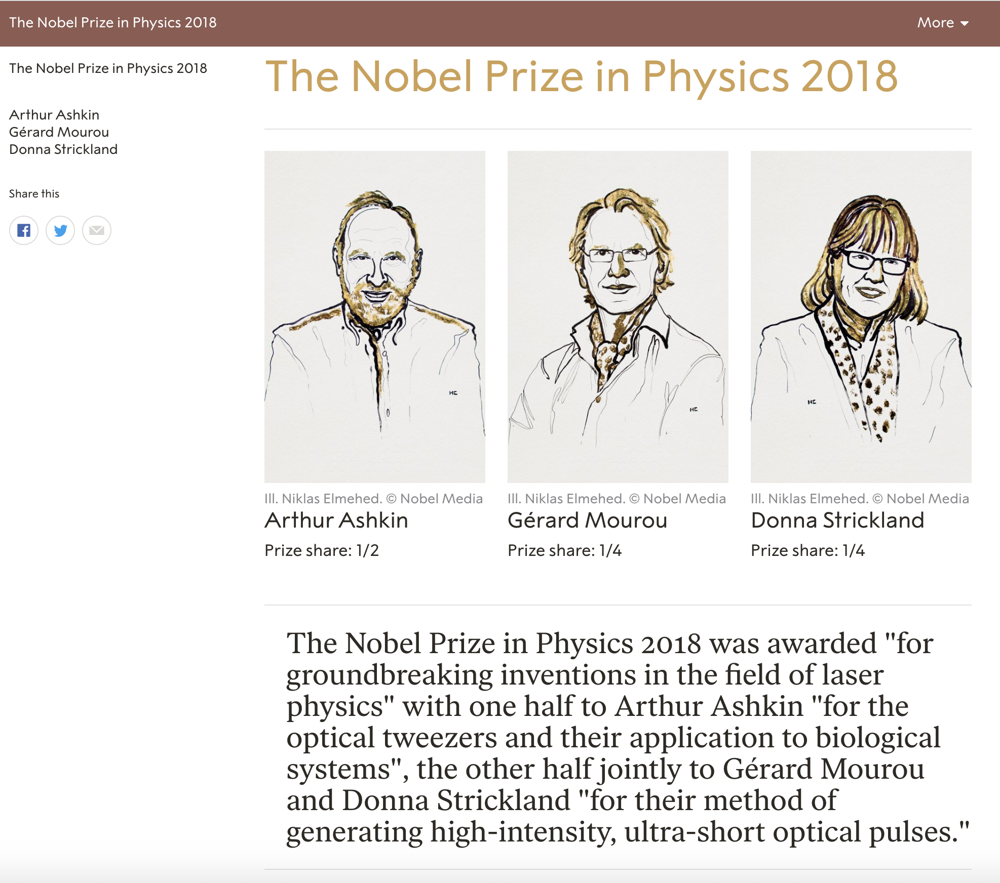 The Nobel Prize in Physics 2018
More
The Nobel Prize in Physics 2018
Arthur Ashkin
Gérard Mourou
Donna Strickland
Share this
The Nobel Prize in Physics 2018
HE
HE
HE
Ill. Niklas Elmehed. © Nobel Media
Arthur Ashkin
Prize share: 1/2
Ill. Niklas Elmehed. © Nobel Media
Gérard Mourou
Prize share: 1/4
Ill. Niklas Elmehed. © Nobel Media
Donna Strickland
Prize share: 1/4
The Nobel Prize in Physics 2018 was awarded "for
groundbreaking inventions in the field of laser
physics" with one half to Arthur Ashkin "for the
optical tweezers and their application to biological
systems", the other half jointly to Gérard Mourou
and Donna Strickland "for their method of
generating high-intensity, ultra-short optical pulses."